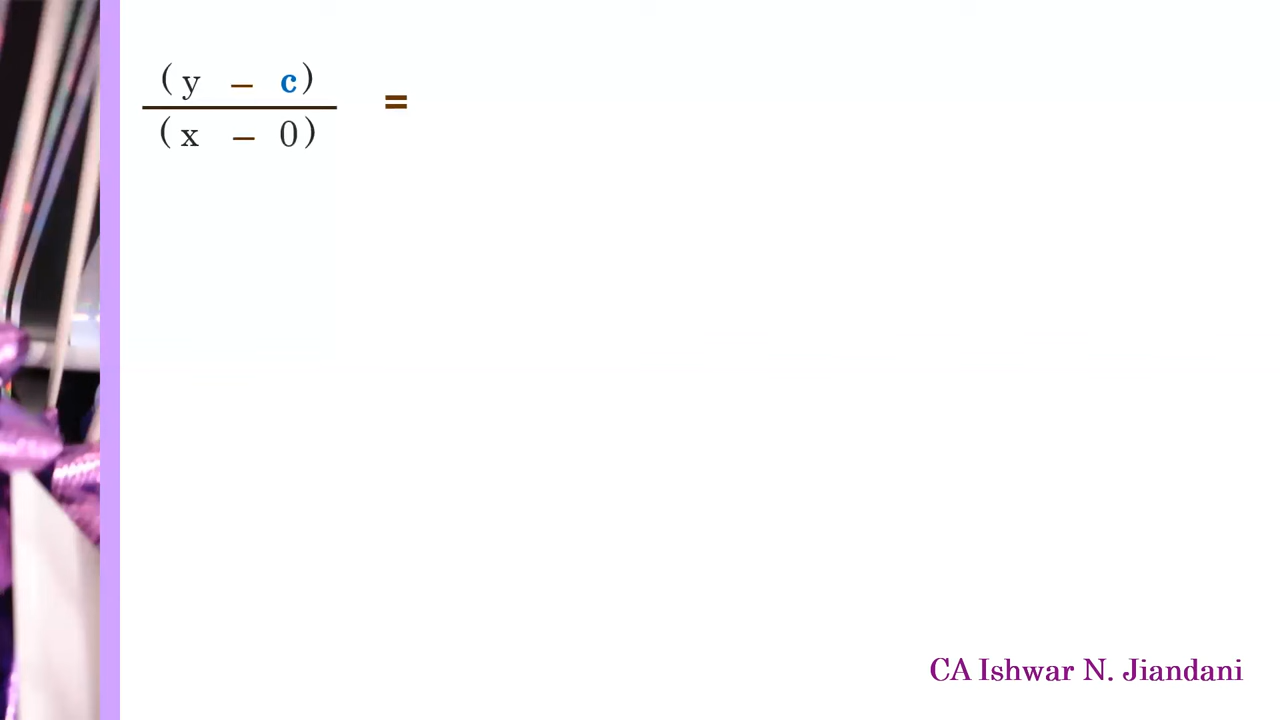 (y – c)
(x – 0)
=
CA Ishwar N. Jiandani